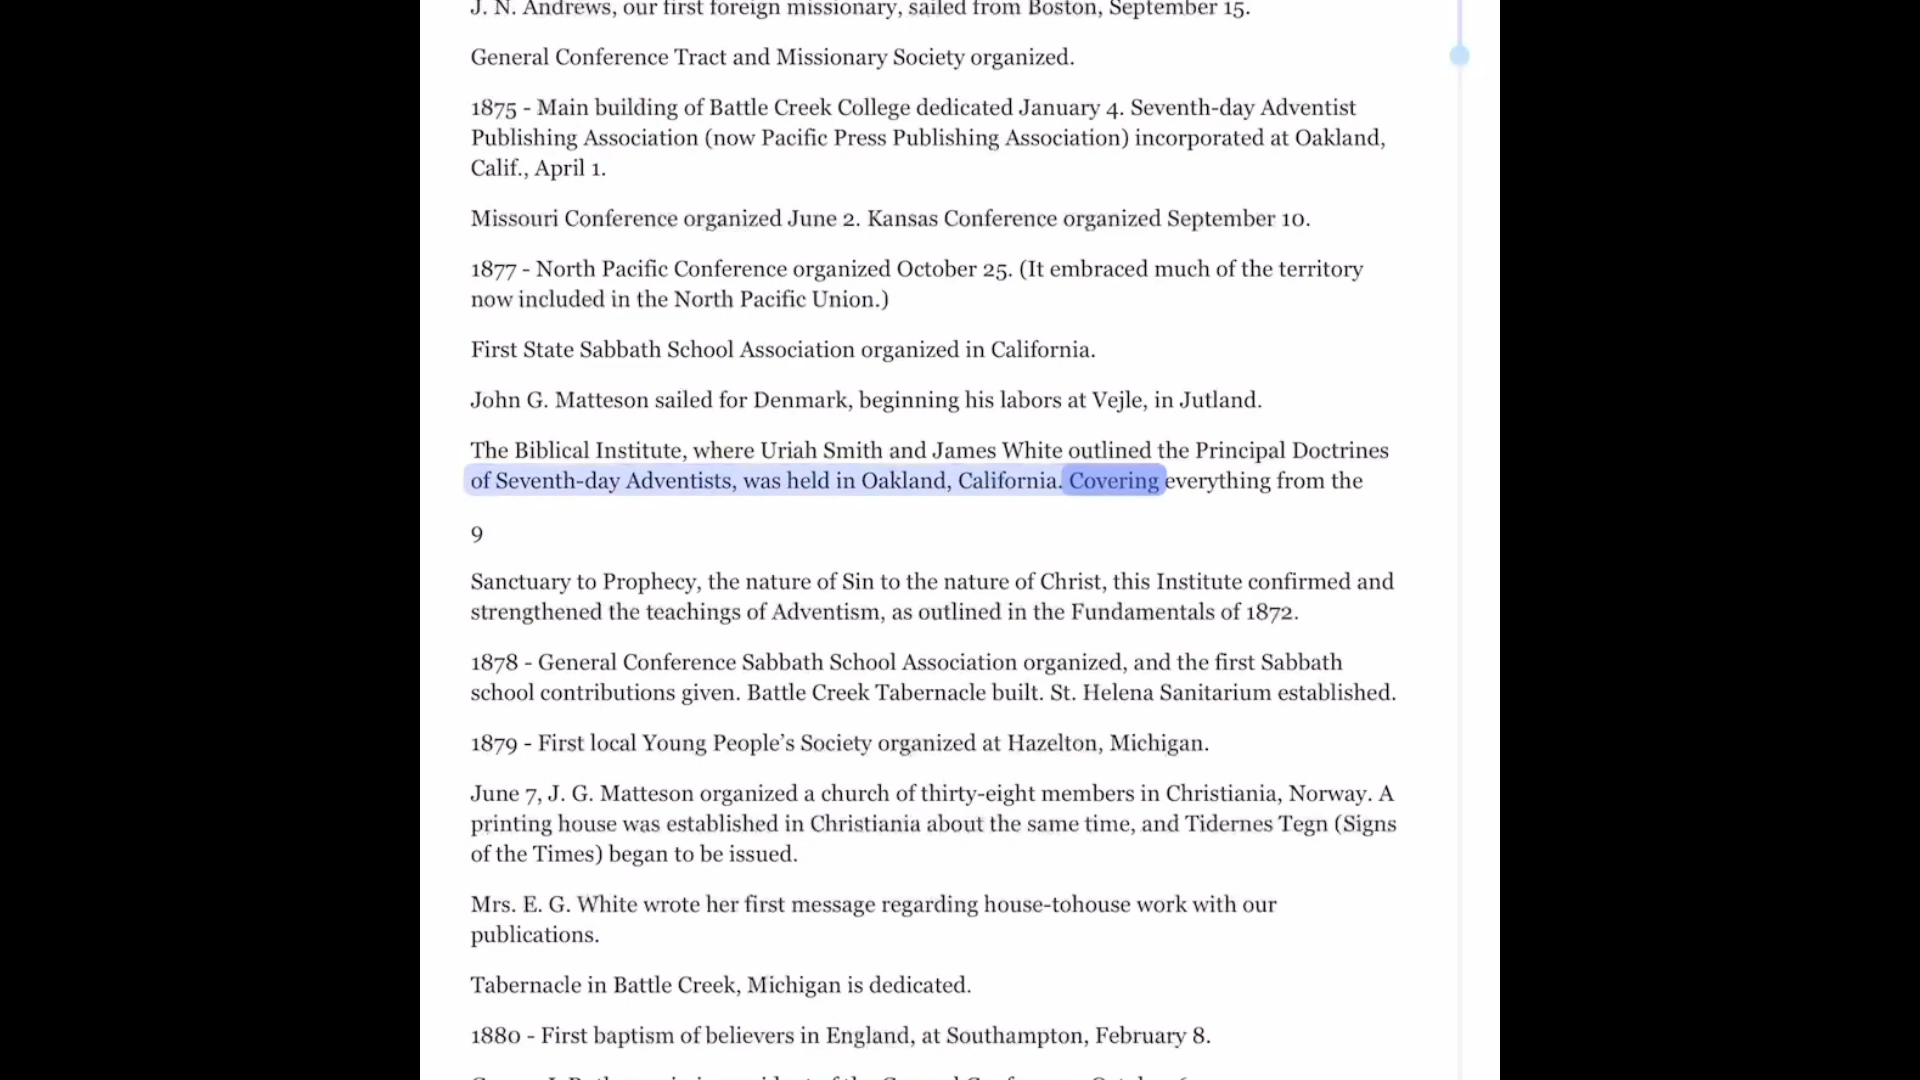 J. N. Andrews, our first foreign missionary, sailed from Boston, September 15.
General Conference Tract and Missionary Society organized.
1875 - Main building of Battle Creek College dedicated January 4. Seventh-day Adventist
Publishing Association (now Pacific Press Publishing Association) incorporated at Oakland,
Calif., April 1.
Missouri Conference organized June 2. Kansas Conference organized September 10.
1877 - North Pacific Conference organized October 25. (It embraced much of the territory
now included in the North Pacific Union.)
First State Sabbath School Association organized in California.
John G. Matteson sailed for Denmark, beginning his labors at Vejle, in Jutland.
The Biblical Institute, where Uriah Smith and James White outlined the Principal Doctrines
of Seventh-day Adventists, was held in Oakland, California. Covering everything from the
9
Sanctuary to Prophecy, the nature of Sin to the nature of Christ, this Institute confirmed and
strengthened the teachings of Adventism, as outlined in the Fundamentals of 1872.
1878 - General Conference Sabbath School Association organized, and the first Sabbath
school contributions given. Battle Creek Tabernacle built. St. Helena Sanitarium established.
1879 - First local Young People’s Society organized at Hazelton, Michigan.
June 7, J. G. Matteson organized a church of thirty-eight members in Christiania, Norway. A
printing house was established in Christiania about the same time, and Tidernes Tegn (Signs
of the Times) began to be issued.
Mrs. E. G. White wrote her first message regarding house-tohouse work with our
publications.
Tabernacle in Battle Creek, Michigan is dedicated.
1880 - First baptism of believers in England, at Southampton, February 8.